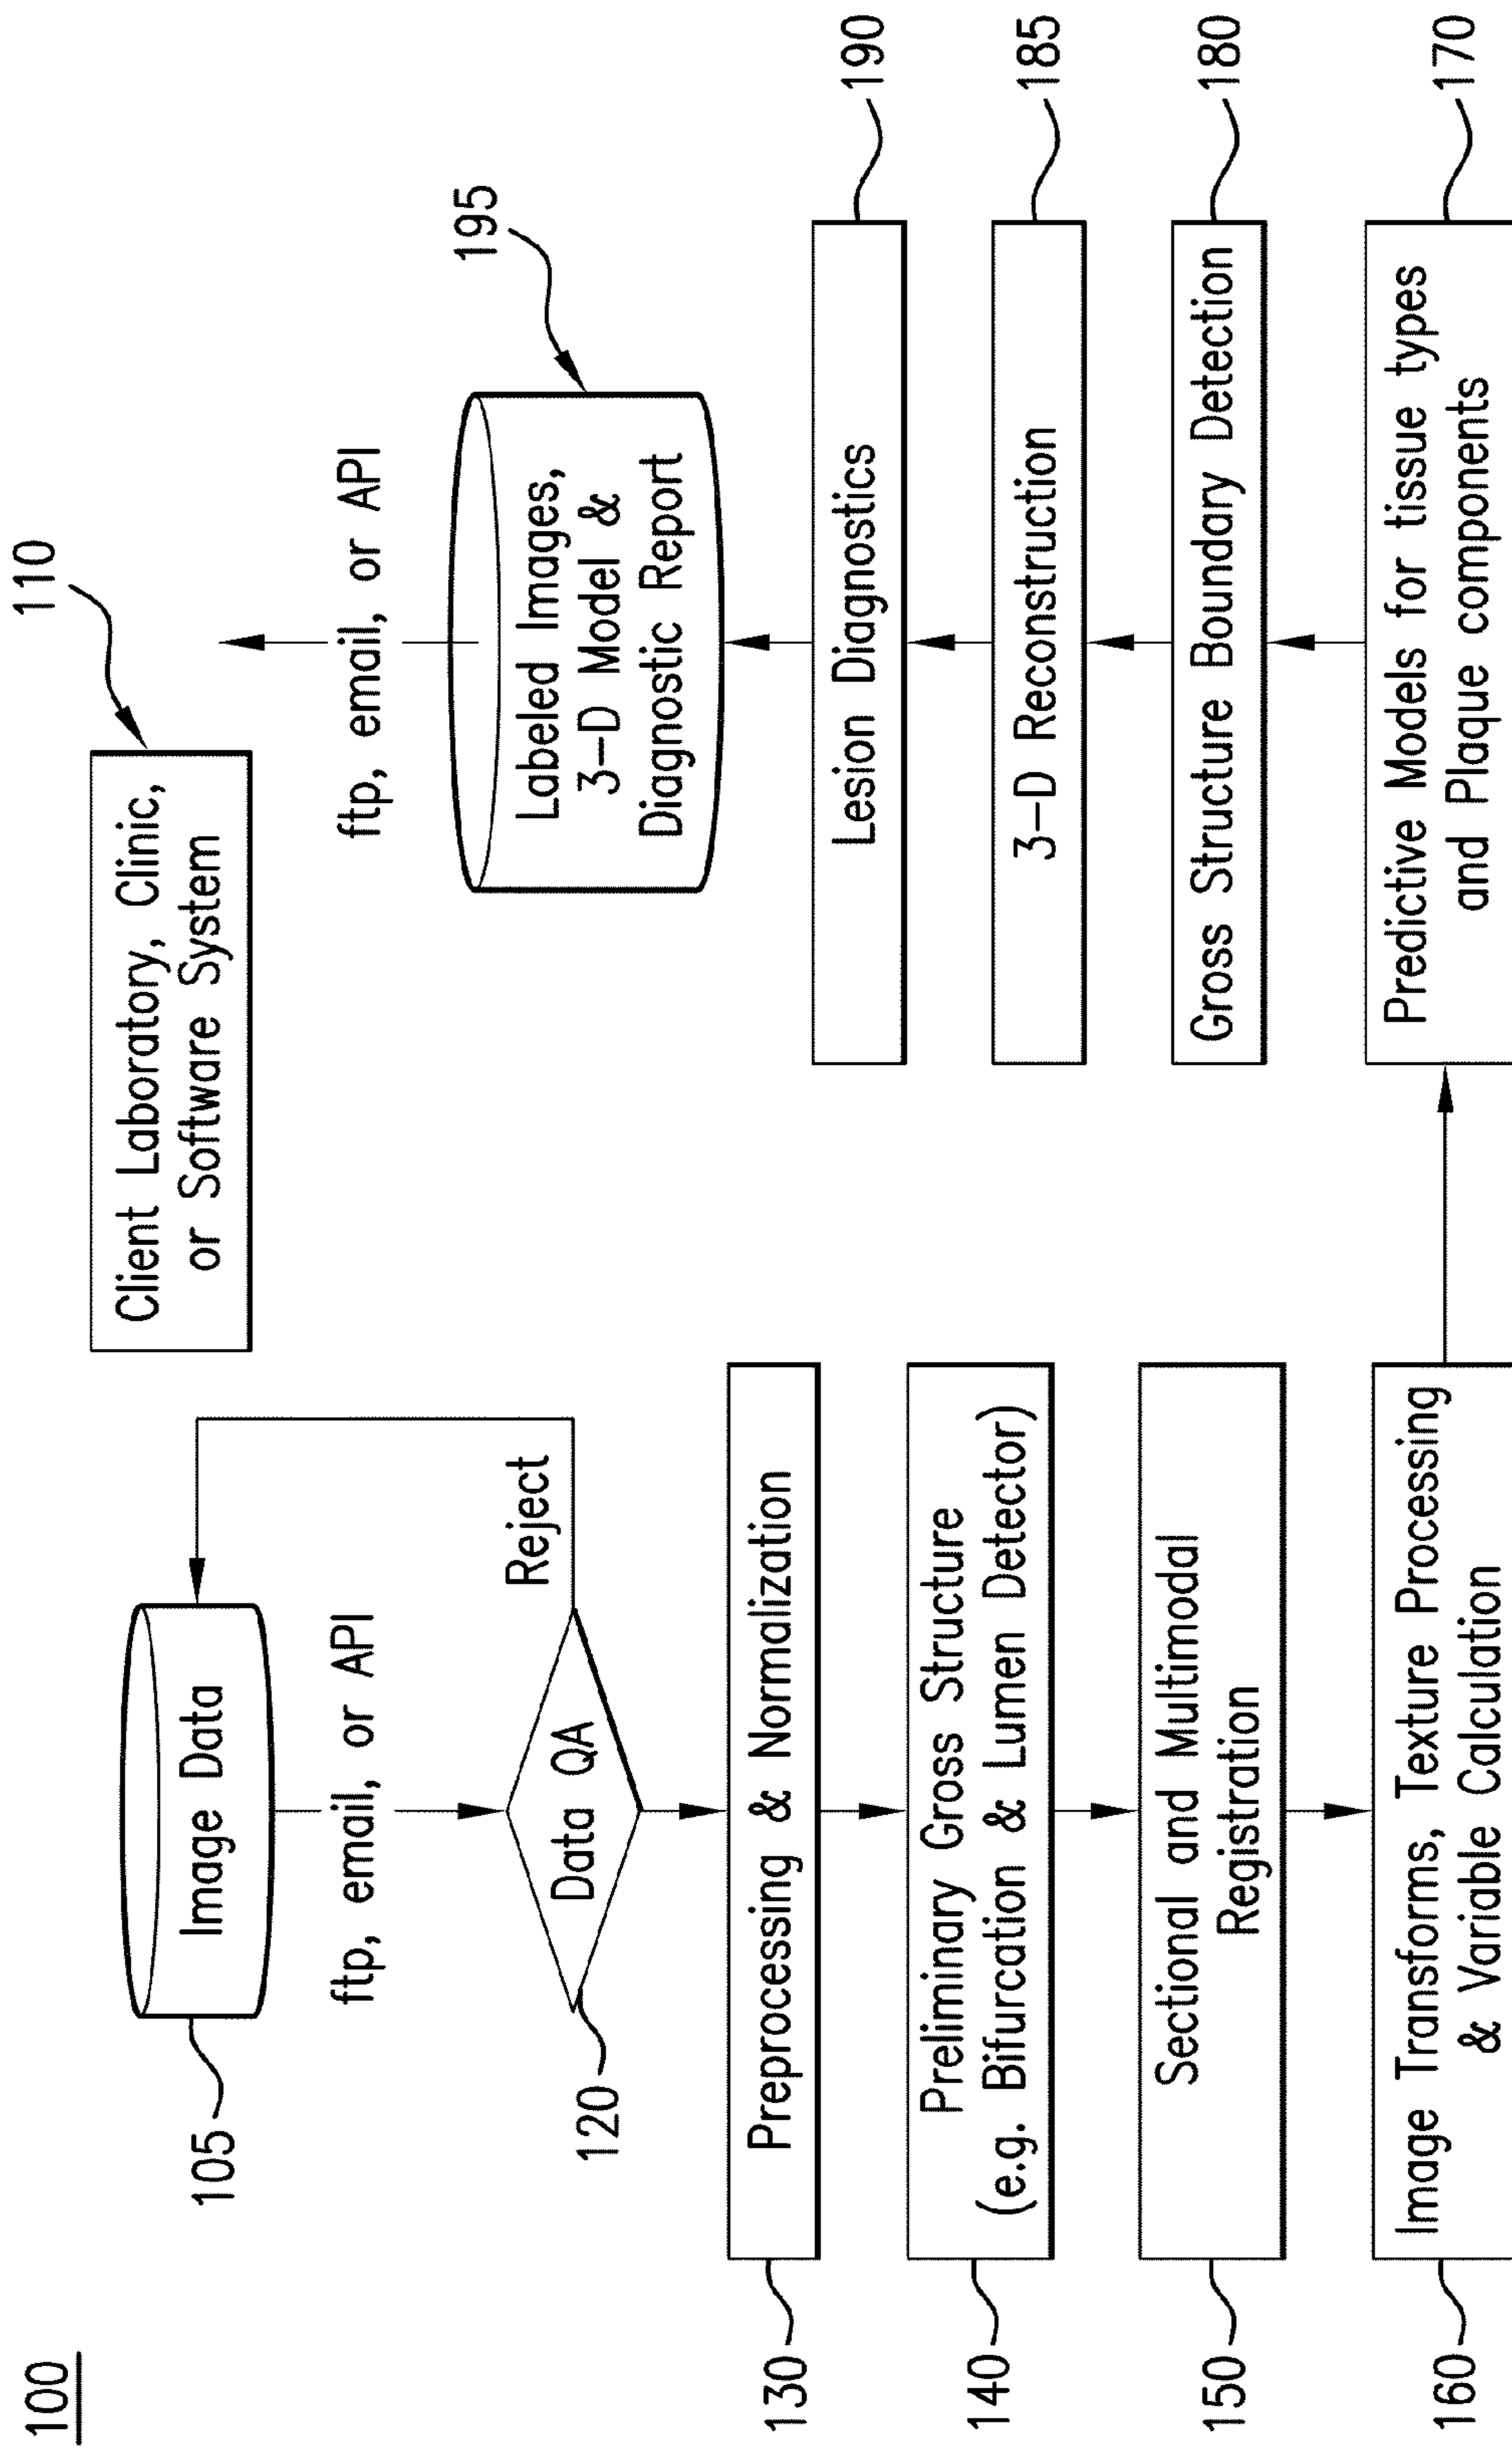 100
110
Client Laboratory, Clinic,
or Software System
105
Image Data
ftp, email, or API
Reject
120
Data QA
130
Preprocessing & Normalization
140
Preliminary Gross Structure
(e.g. Bifurcation & Lumen Detector)
150
Sectional and Multimodal
Registration
160
Image Transforms, Texture Processing
& Variable Calculation
170
Predictive Models for tissue types
and Plaque components
180
Gross Structure Boundary Detection
185
3-D Reconstruction
190
Lesion Diagnostics
195
Labeled Images,
3-D Model &
Diagnostic Report
ftp, email, or API